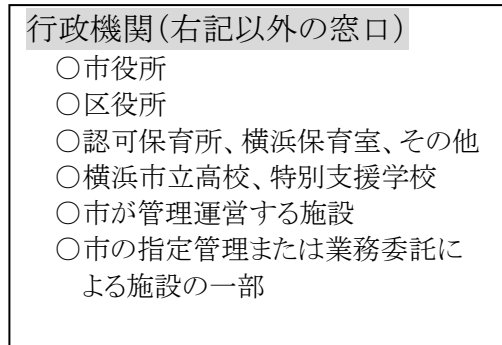 行政機関(右記以外の窓口)
○市役所
○区役所
○認可保育所、横浜保育室、その他
○横浜市立高校、特別支援学校
○市が管理運営する施設
○市の指定管理または業務委託に
よる施設の一部